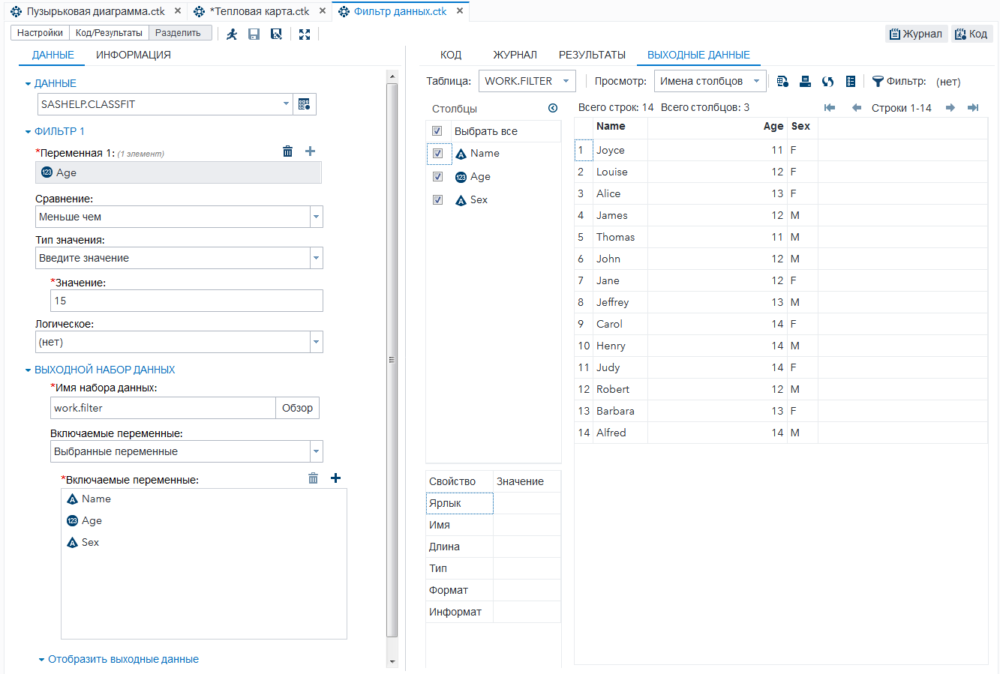 Пузырьковая диаграмма.ctk × *Тепловая карта.ctk × Фильтр данных.ctk ×
Настройки Код/Результаты Разделить
Журнал Код
ДАННЫЕ ИНФОРМАЦИЯ
ДАННЫЕ
SASHELP.CLASSFIT
ФИЛЬТР 1
*Переменная 1: (1 элемент)
123 Age
Сравнение:
Меньше чем
Тип значения:
Введите значение
*Значение:
15
Логическое:
(нет)
ВЫХОДНОЙ НАБОР ДАННЫХ
*Имя набора данных:
work.filter Обзор
Включаемые переменные:
Выбранные переменные
*Включаемые переменные:
A Name
123 Age
A Sex
Отобразить выходные данные
КОД ЖУРНАЛ РЕЗУЛЬТАТЫ ВЫХОДНЫЕ ДАННЫЕ
Таблица: WORK.FILTER Просмотр: Имена столбцов Фильтр: (нет)
Столбцы
Выбрать все
A Name
123 Age
A Sex
Свойство Значение
Ярлык
Имя
Длина
Тип
Формат
Информат
Всего строк: 14 Всего столбцов: 3 Строки 1-14
Name Age Sex
1 Joyce 11 F
2 Louise 12 F
3 Alice 13 F
4 James 12 M
5 Thomas 11 M
6 John 12 M
7 Jane 12 F
8 Jeffrey 13 M
9 Carol 14 F
10 Henry 14 M
11 Judy 14 F
12 Robert 12 M
13 Barbara 13 F
14 Alfred 14 M